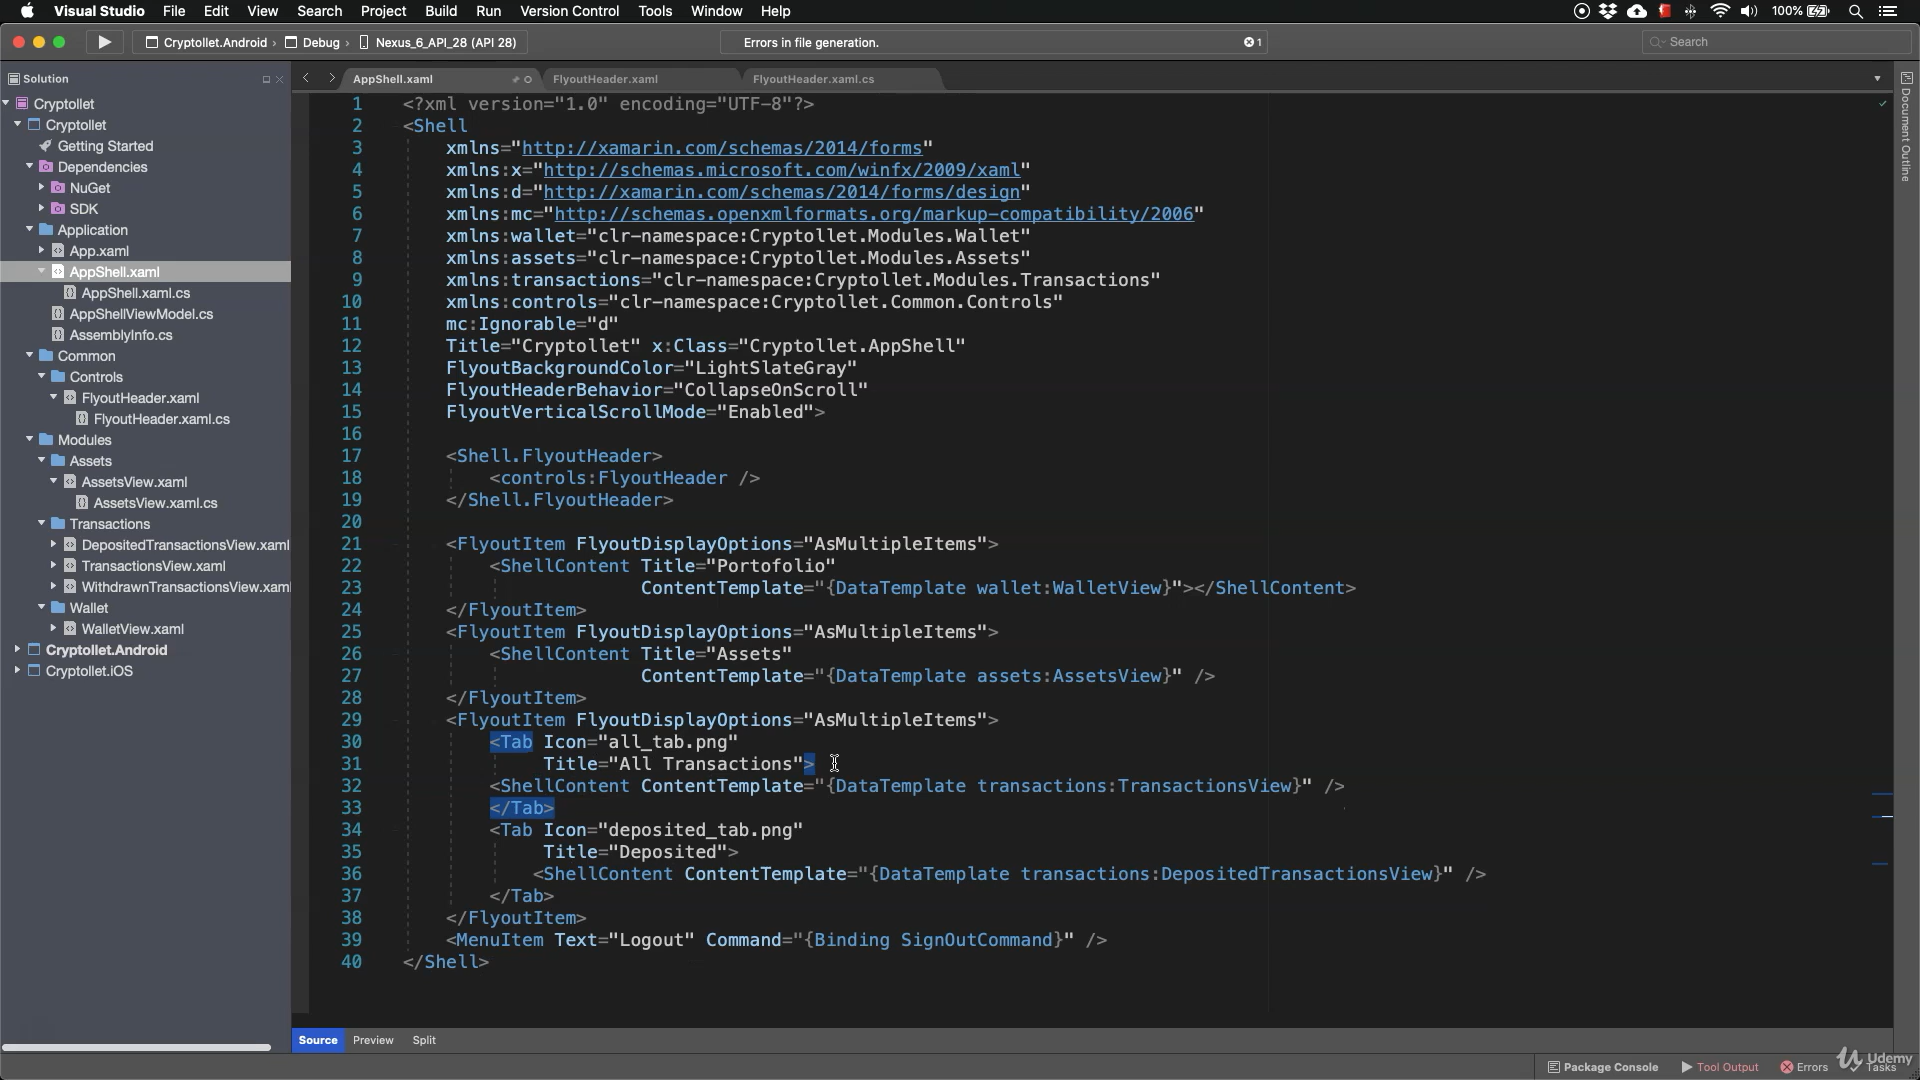 Visual Studio File Edit View Search Project Build Run Version Control Tools Window Help 100%
Cryptollet.Android › Debug › Nexus_6_API_28 (API 28) Errors in file generation. 1 Search
Solution AppShell.xaml FlyoutHeader.xaml FlyoutHeader.xaml.cs
Cryptollet
Cryptollet
Getting Started
Dependencies
NuGet
SDK
Application
App.xaml
AppShell.xaml
AppShell.xaml.cs
AppShellViewModel.cs
AssemblyInfo.cs
Common
Controls
FlyoutHeader.xaml
FlyoutHeader.xaml.cs
Modules
Assets
AssetsView.xaml
AssetsView.xaml.cs
Transactions
DepositedTransactionsView.xaml
TransactionsView.xaml
WithdrawnTransactionsView.xaml
Wallet
WalletView.xaml
Cryptollet.Android
Cryptollet.iOS
1 <?xml version="1.0" encoding="UTF-8"?>
2 <Shell
3 xmlns="http://xamarin.com/schemas/2014/forms"
4 xmlns:x="http://schemas.microsoft.com/winfx/2009/xaml"
5 xmlns:d="http://xamarin.com/schemas/2014/forms/design"
6 xmlns:mc="http://schemas.openxmlformats.org/markup-compatibility/2006"
7 xmlns:wallet="clr-namespace:Cryptollet.Modules.Wallet"
8 xmlns:assets="clr-namespace:Cryptollet.Modules.Assets"
9 xmlns:transactions="clr-namespace:Cryptollet.Modules.Transactions"
10 xmlns:controls="clr-namespace:Cryptollet.Common.Controls"
11 mc:Ignorable="d"
12 Title="Cryptollet" x:Class="Cryptollet.AppShell"
13 FlyoutBackgroundColor="LightSlateGray"
14 FlyoutHeaderBehavior="CollapseOnScroll"
15 FlyoutVerticalScrollMode="Enabled">
16
17 <Shell.FlyoutHeader>
18 <controls:FlyoutHeader />
19 </Shell.FlyoutHeader>
20
21 <FlyoutItem FlyoutDisplayOptions="AsMultipleItems">
22 <ShellContent Title="Portofolio"
23 ContentTemplate="{DataTemplate wallet:WalletView}"></ShellContent>
24 </FlyoutItem>
25 <FlyoutItem FlyoutDisplayOptions="AsMultipleItems">
26 <ShellContent Title="Assets"
27 ContentTemplate="{DataTemplate assets:AssetsView}" />
28 </FlyoutItem>
29 <FlyoutItem FlyoutDisplayOptions="AsMultipleItems">
30 <Tab Icon="all_tab.png"
31 Title="All Transactions">
32 <ShellContent ContentTemplate="{DataTemplate transactions:TransactionsView}" />
33 </Tab>
34 <Tab Icon="deposited_tab.png"
35 Title="Deposited">
36 <ShellContent ContentTemplate="{DataTemplate transactions:DepositedTransactionsView}" />
37 </Tab>
38 </FlyoutItem>
39 <MenuItem Text="Logout" Command="{Binding SignOutCommand}" />
40 </Shell>
Document Outline
Source Preview Split
Package Console Tool Output Errors Tasks
Udemy